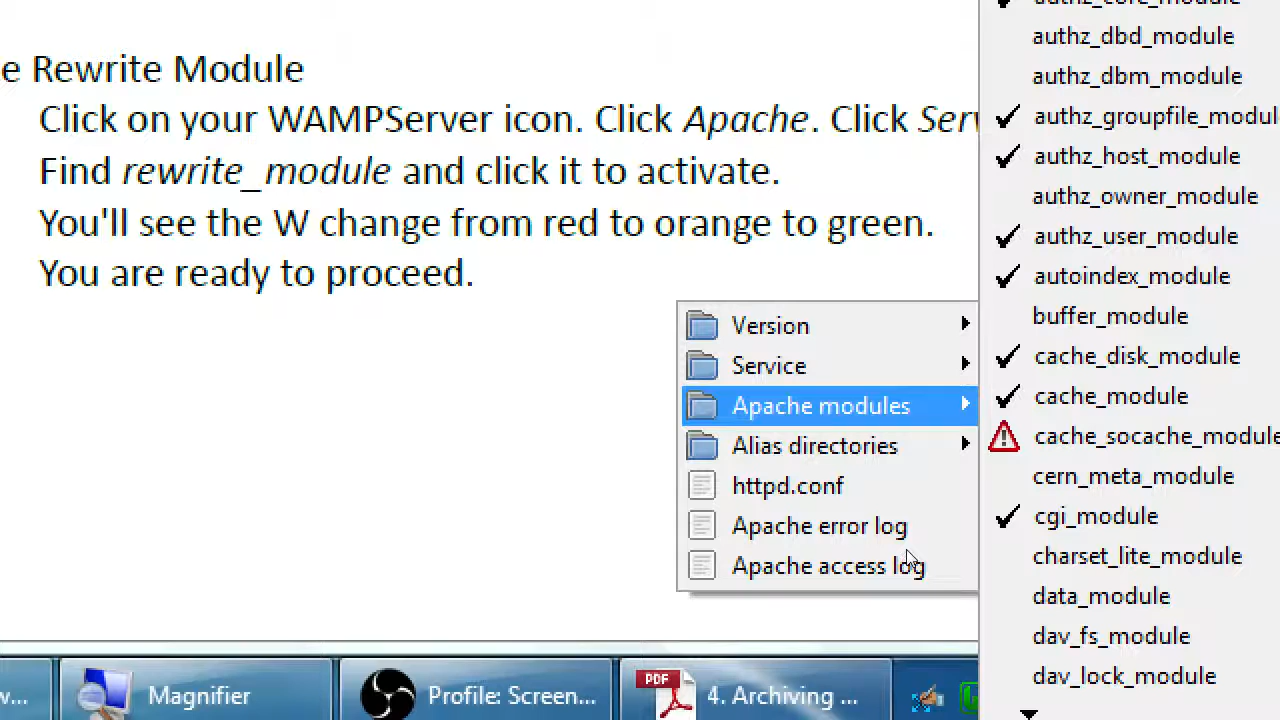 e Rewrite Module
Click on your WAMPServer icon. Click Apache. Click Serv
Find rewrite_module and click it to activate.
You'll see the W change from red to orange to green.
You are ready to proceed.
Version
Service
Apache modules
Alias directories
httpd.conf
Apache error log
Apache access log
authz_core_module
authz_dbd_module
authz_dbm_module
authz_groupfile_modul
authz_host_module
authz_owner_module
authz_user_module
autoindex_module
buffer_module
cache_disk_module
cache_module
cache_socache_module
cern_meta_module
cgi_module
charset_lite_module
data_module
dav_fs_module
dav_lock_module
w...
Magnifier
Profile: Screen...
PDF
4. Archiving ...